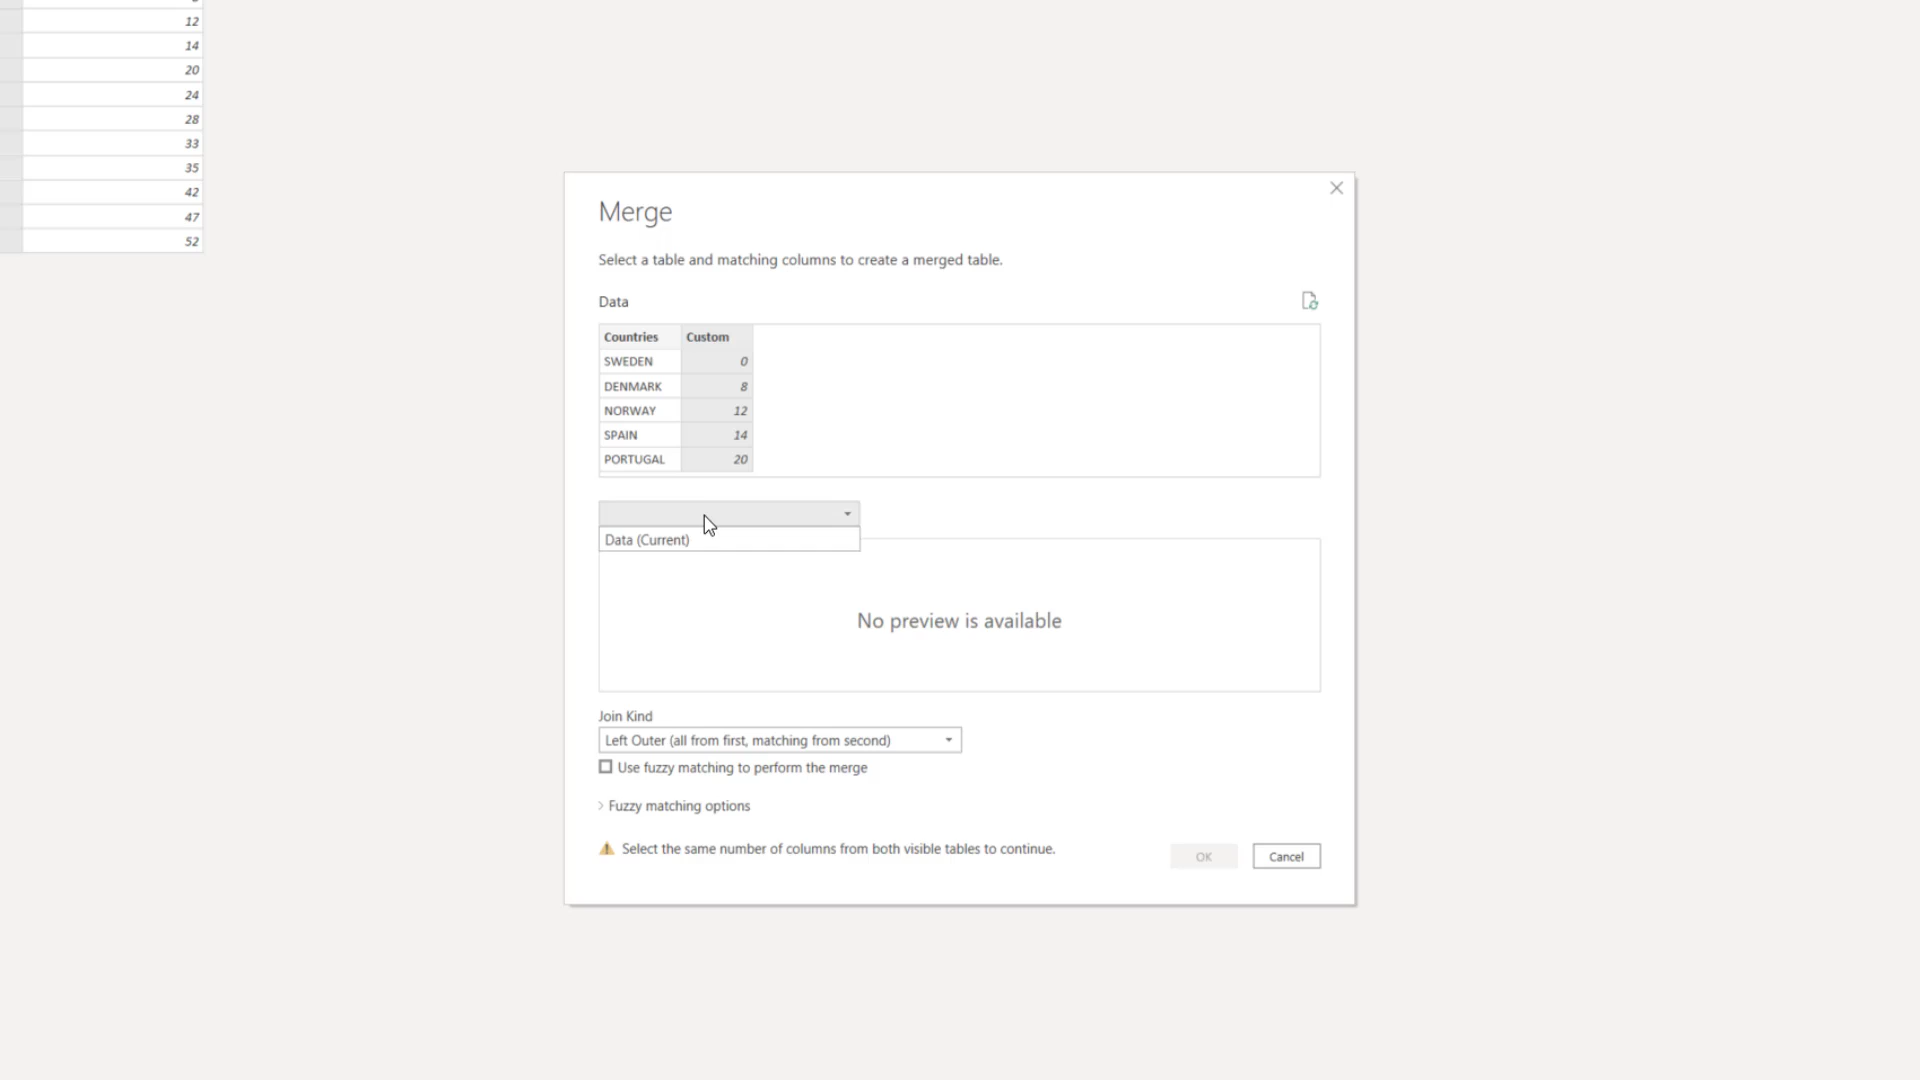 12
14
20
24
28
33
35
42
47
52
Merge
Select a table and matching columns to create a merged table.
Data
Countries Custom
SWEDEN 0
DENMARK 8
NORWAY 12
SPAIN 14
PORTUGAL 20
Data (Current)
No preview is available
Join Kind
Left Outer (all from first, matching from second)
Use fuzzy matching to perform the merge
Fuzzy matching options
Select the same number of columns from both visible tables to continue.
OK Cancel